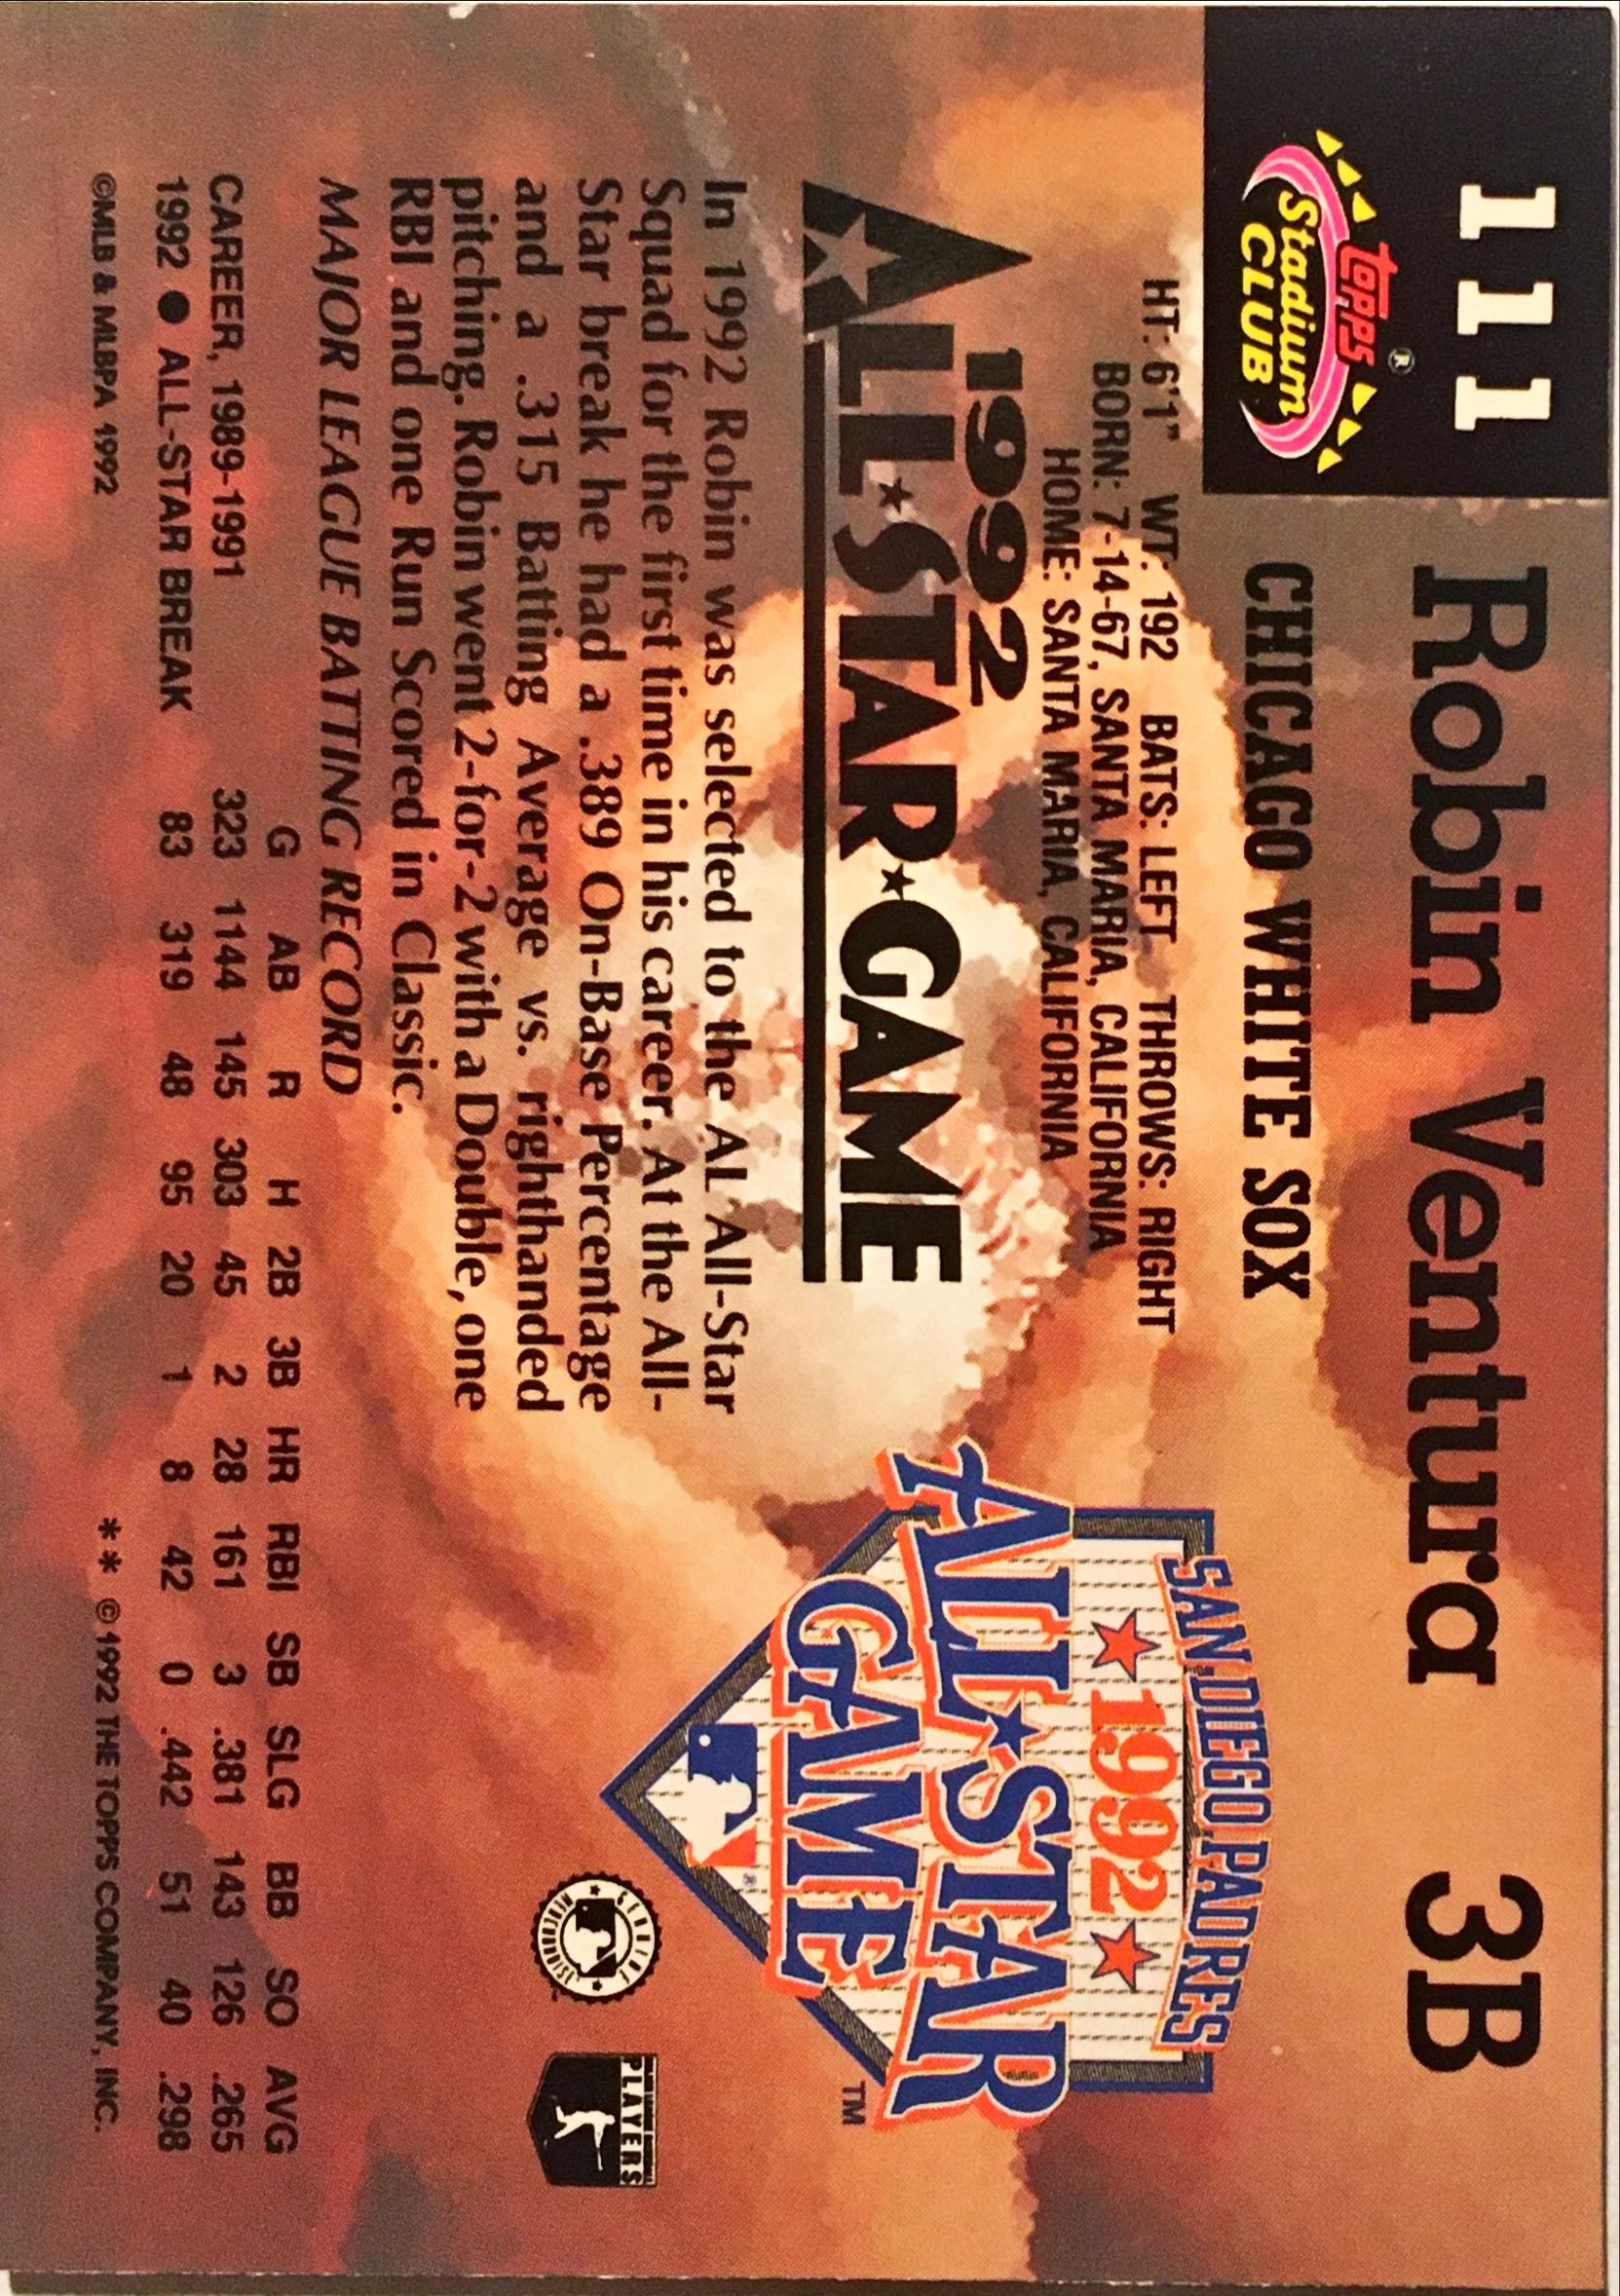 111
Robin Ventura 3B
TOPPS®
Stadium
CLUB
CHICAGO WHITE SOX
HT: 6'1" WT: 192 BATS: LEFT THROWS: RIGHT
BORN: 7-14-67, SANTA MARIA, CALIFORNIA
HOME: SANTA MARIA, CALIFORNIA
1992
ALL★STAR★GAME
SAN DIEGO PADRES
★1992★
ALL★STAR
GAME
®
TM
In 1992 Robin was selected to the AL All-Star
Squad for the first time in his career. At the All-
Star break he had a .389 On-Base Percentage
and a .315 Batting Average vs. righthanded
pitching. Robin went 2-for-2 with a Double, one
RBI and one Run Scored in Classic.
GENUINE
MERCHANDISE
PLAYERS
MAJOR LEAGUE BATTING RECORD
G AB R H 2B 3B HR RBI SB SLG BB SO AVG
CAREER, 1989-1991 323 1144 145 303 45 2 28 161 3 .381 143 126 .265
1992 ● ALL-STAR BREAK 83 319 48 95 20 1 8 42 0 .442 51 40 .298
©MLB & MLBPA 1992 ** ©1992 THE TOPPS COMPANY, INC.